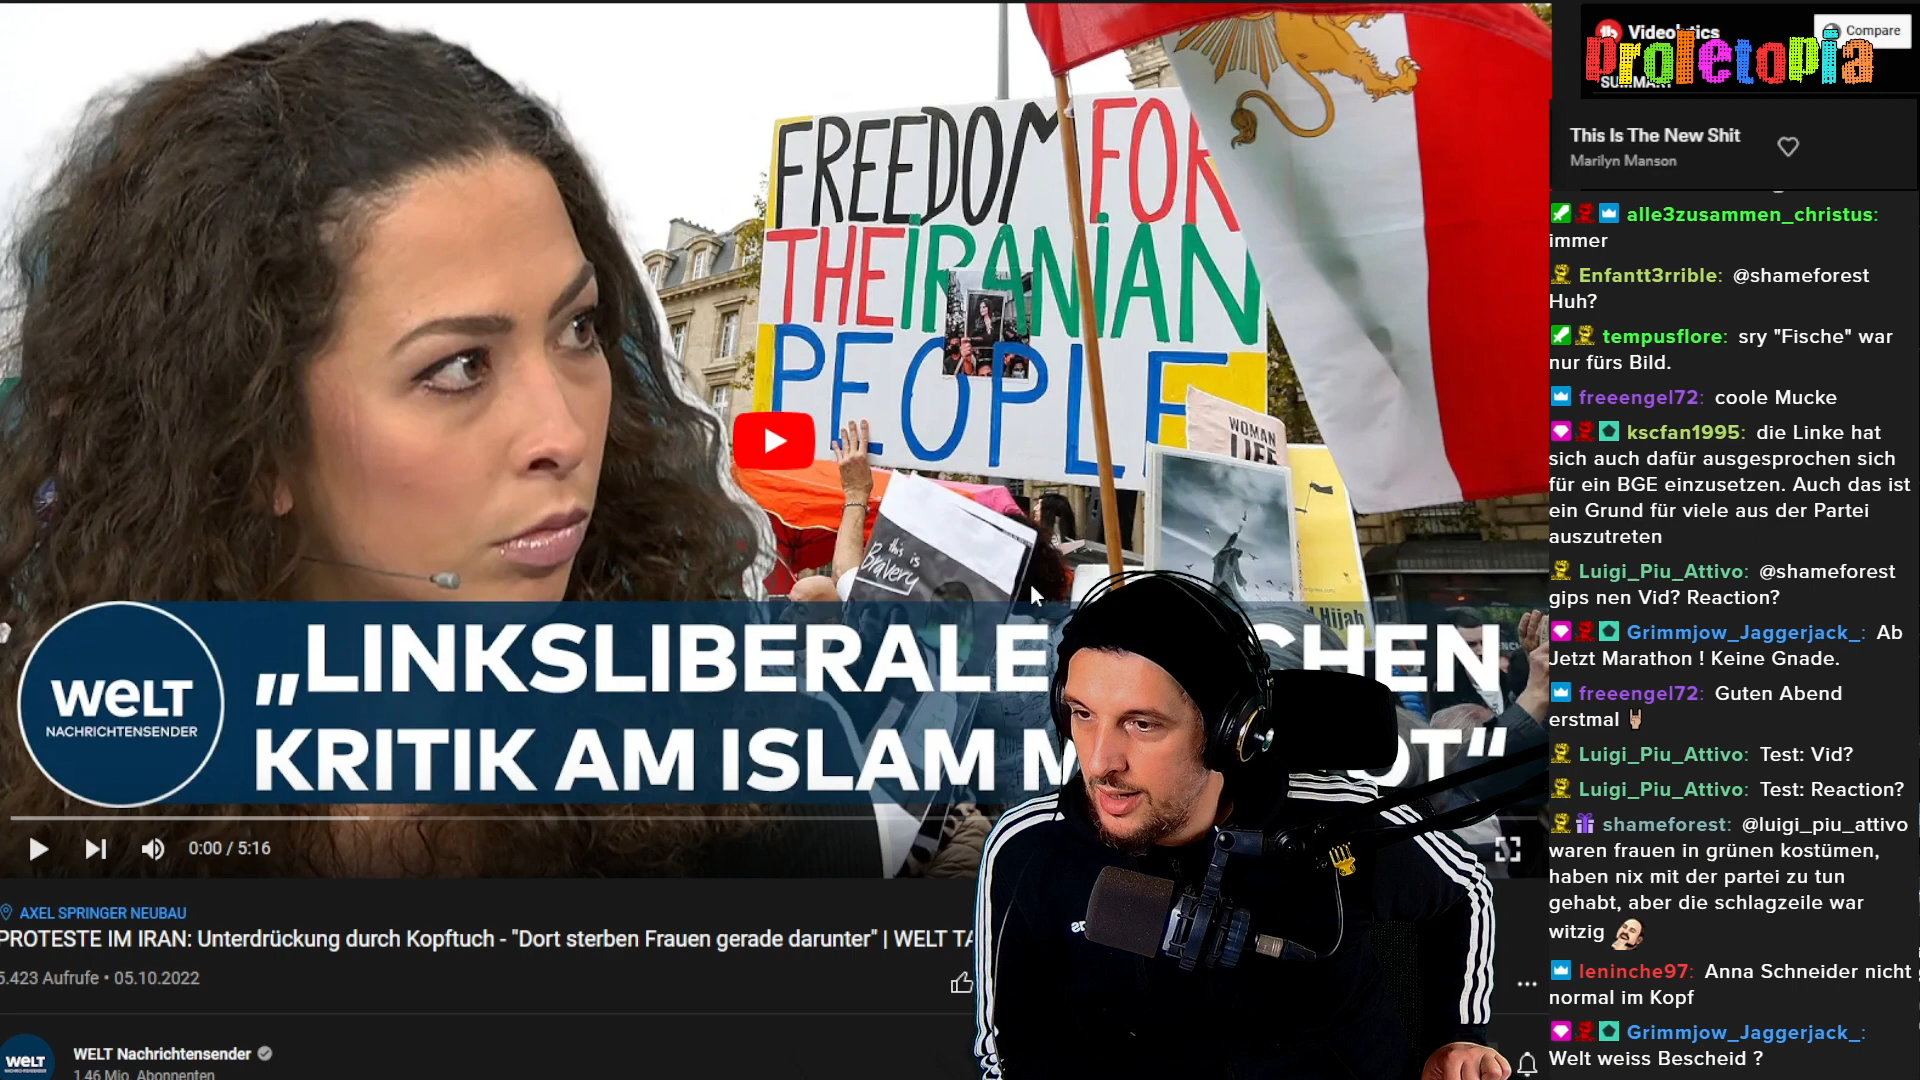 FREEDOM FOR
THE IRANIAN
PEOPLE
WOMAN
LIFE
this is
Bravery
Hijab
„LINKSLIBERALE CHEN
KRITIK AM ISLAM M OT“
WELT
NACHRICHTENSENDER
0:00 / 5:16
AXEL SPRINGER NEUBAU
PROTESTE IM IRAN: Unterdrückung durch Kopftuch - "Dort sterben Frauen gerade darunter" | WELT TA
5.423 Aufrufe • 05.10.2022
WELT
WELT Nachrichtensender
1,46 Mio. Abonnenten
Compare
Proletopia
SUMMARY
This Is The New Shit
Marilyn Manson
alle3zusammen_christus:
immer
Enfantt3rrible: @shameforest
Huh?
tempusflore: sry "Fische" war
nur fürs Bild.
freeengel72: coole Mucke
kscfan1995: die Linke hat
sich auch dafür ausgesprochen sich
für ein BGE einzusetzen. Auch das ist
ein Grund für viele aus der Partei
auszutreten
Luigi_Piu_Attivo: @shameforest
gips nen Vid? Reaction?
Grimmjow_Jaggerjack_: Ab
Jetzt Marathon ! Keine Gnade.
freeengel72: Guten Abend
erstmal
Luigi_Piu_Attivo: Test: Vid?
Luigi_Piu_Attivo: Test: Reaction?
shameforest: @luigi_piu_attivo
waren frauen in grünen kostümen,
haben nix mit der partei zu tun
gehabt, aber die schlagzeile war
witzig
leninche97: Anna Schneider nicht
normal im Kopf
Grimmjow_Jaggerjack_:
Welt weiss Bescheid ?